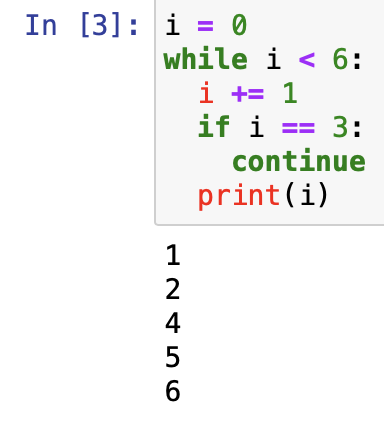 In [3]: i = 0
while i < 6:
  i += 1
  if i == 3:
    continue
  print(i)
1
2
4
5
6